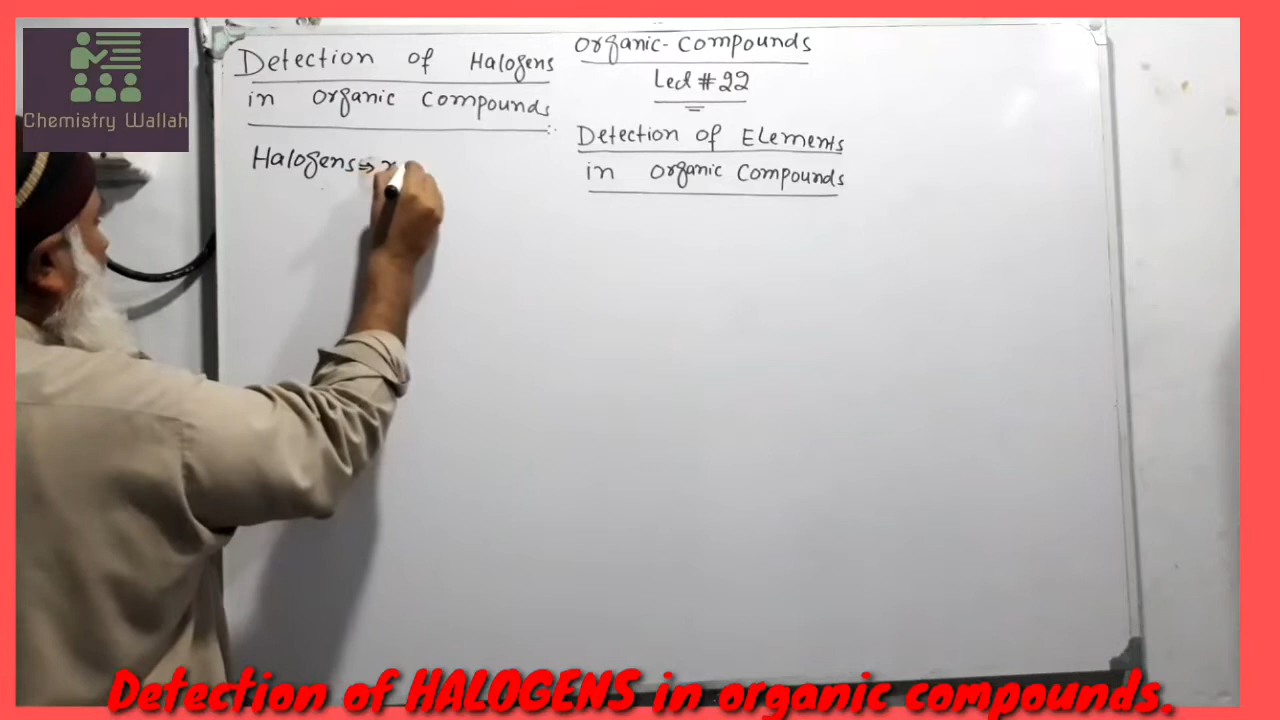 Chemistry Wallah
Detection of Halogens
in Organic Compounds
Halogens ⇒ x
Organic-Compounds
Lect # 22
Detection of Elements
in Organic Compounds
Detection of HALOGENS in organic compounds.